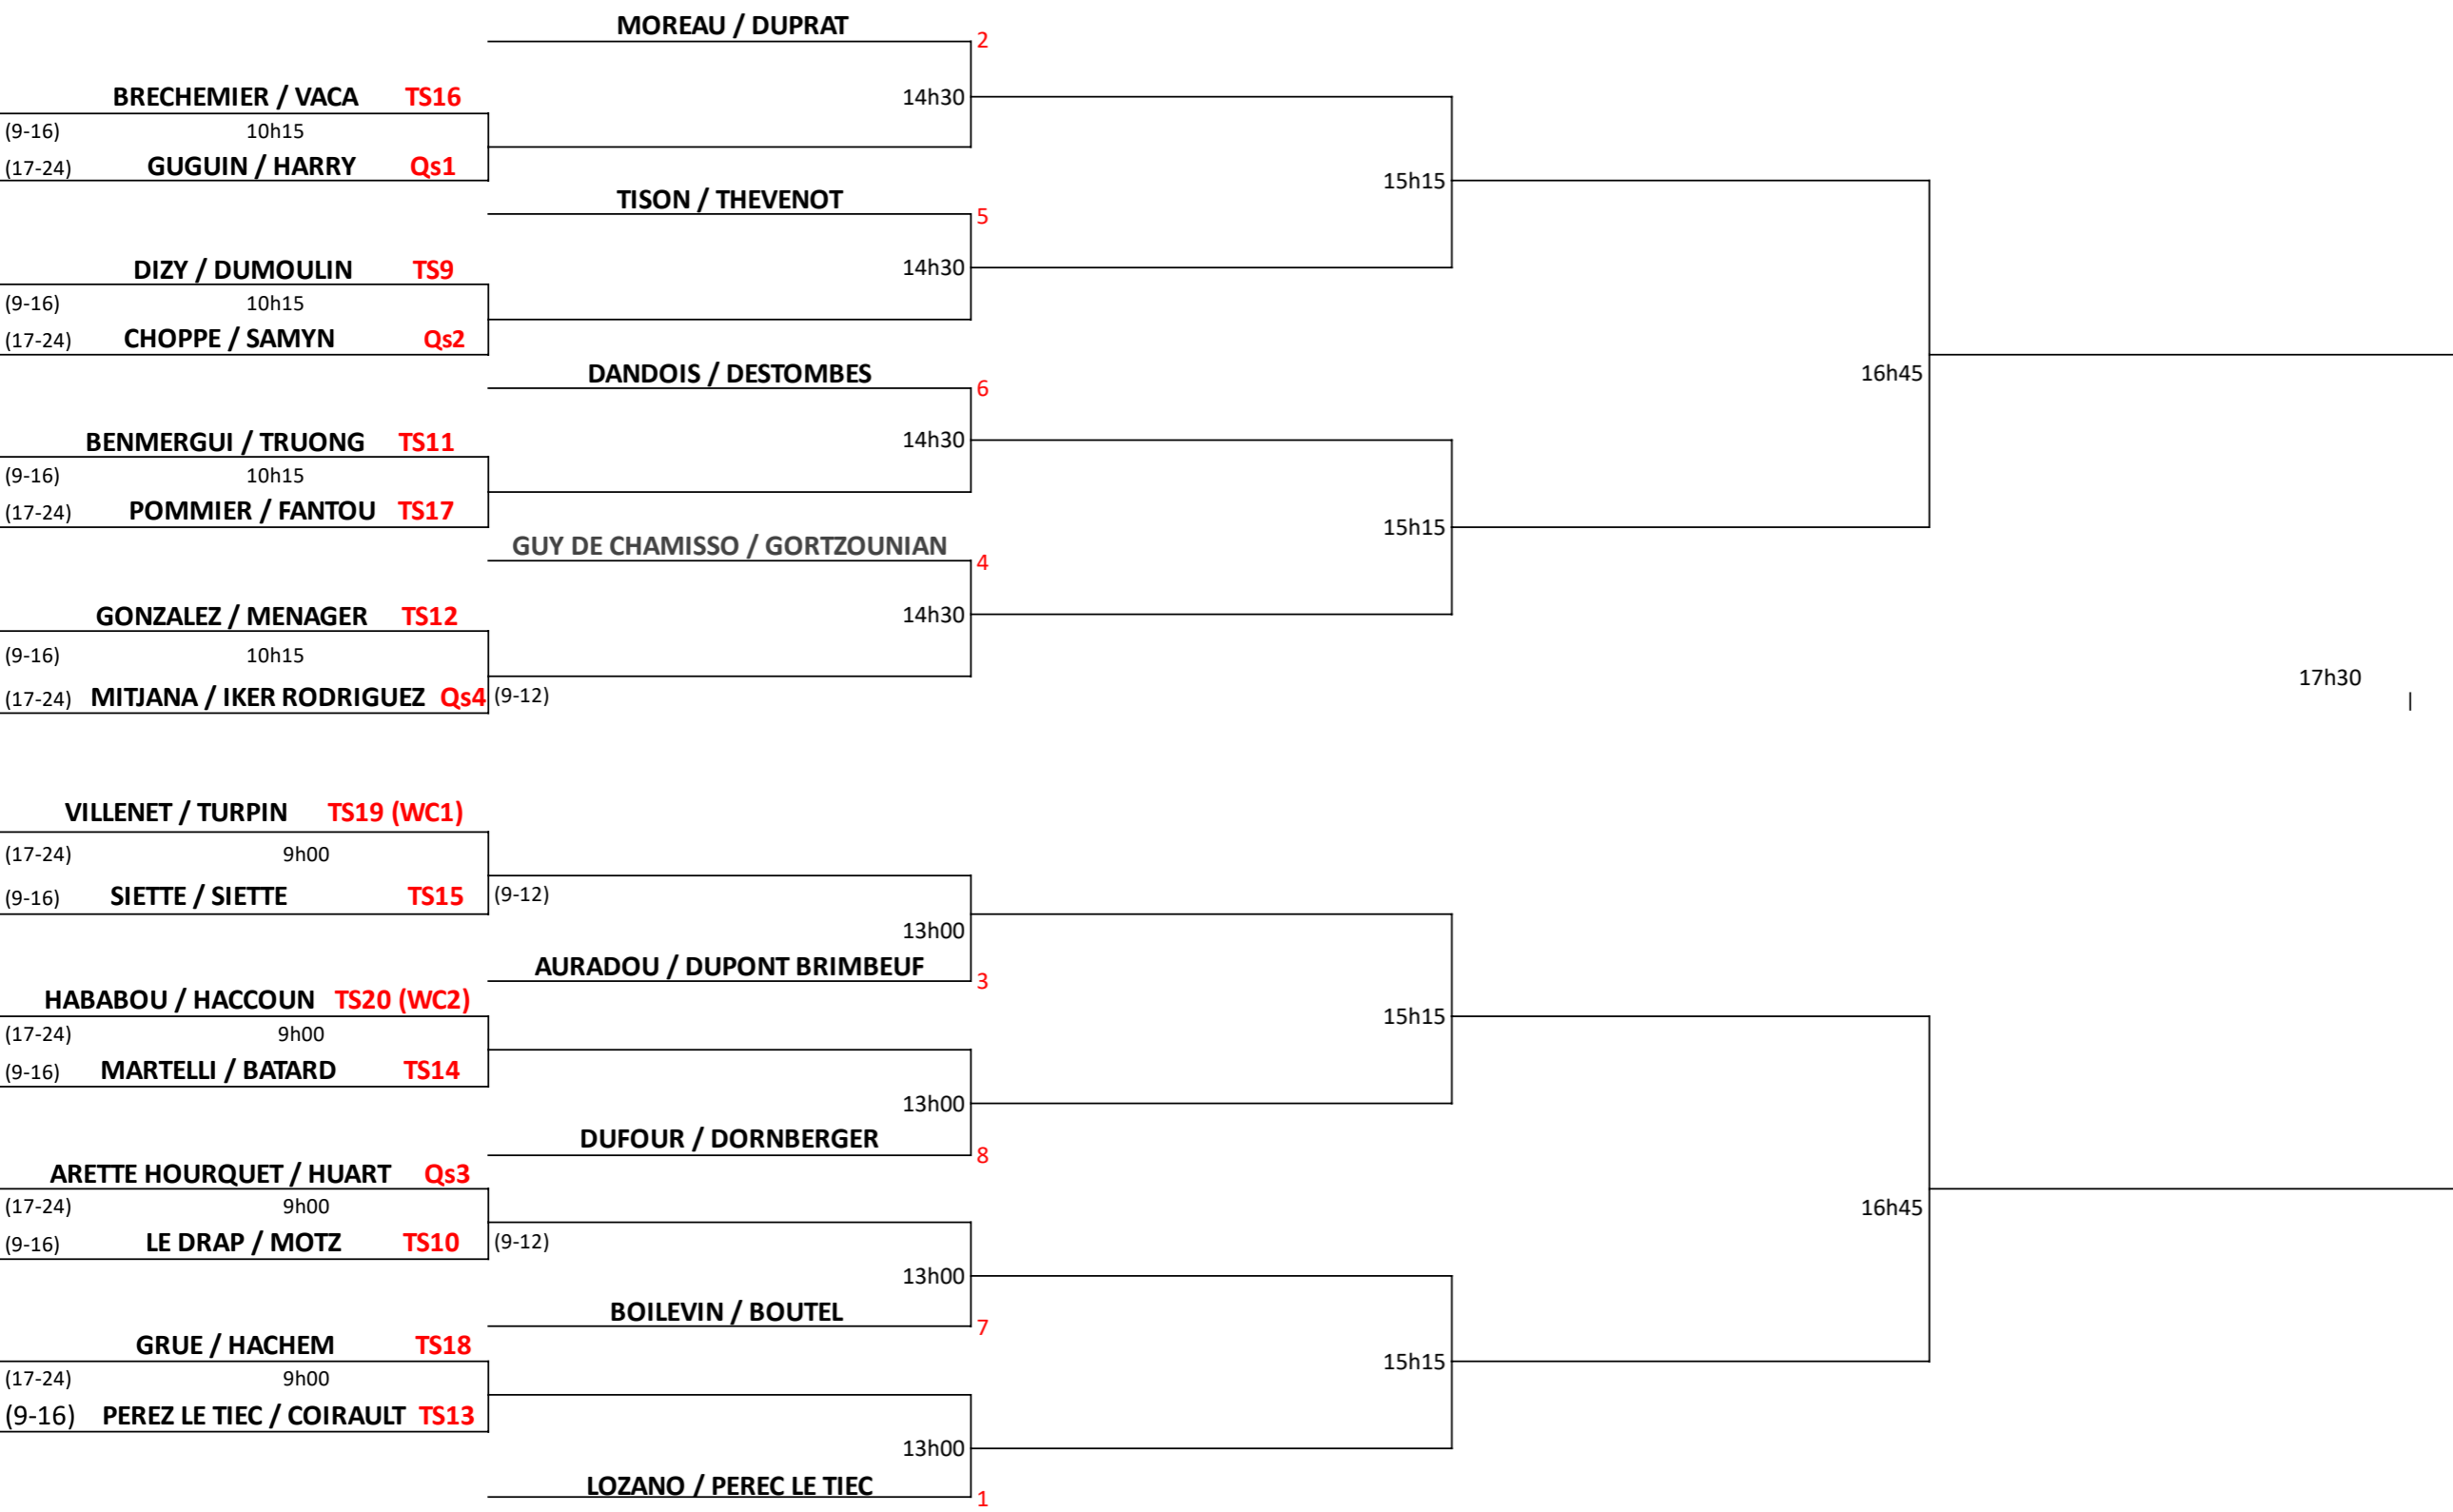 MOREAU / DUPRAT
2
BRECHEMIER / VACA TS16
14h30
(9-16) 10h15
(17-24) GUGUIN / HARRY Qs1
15h15
TISON / THEVENOT
5
DIZY / DUMOULIN TS9
14h30
(9-16) 10h15
(17-24) CHOPPE / SAMYN Qs2
DANDOIS / DESTOMBES
16h45
6
BENMERGUI / TRUONG TS11
14h30
(9-16) 10h15
(17-24) POMMIER / FANTOU TS17
15h15
GUY DE CHAMISSO / GORTZOUNIAN
4
GONZALEZ / MENAGER TS12
14h30
(9-16) 10h15
17h30
(17-24) MITJANA / IKER RODRIGUEZ Qs4 (9-12)
VILLENET / TURPIN TS19 (WC1)
(17-24) 9h00
(9-16) SIETTE / SIETTE TS15 (9-12)
13h00
AURADOU / DUPONT BRIMBEUF
3
HABABOU / HACCOUN TS20 (WC2)
15h15
(17-24) 9h00
(9-16) MARTELLI / BATARD TS14
13h00
DUFOUR / DORNBERGER
8
ARETTE HOURQUET / HUART Qs3
(17-24) 9h00
16h45
(9-16) LE DRAP / MOTZ TS10 (9-12)
13h00
BOILEVIN / BOUTEL
7
GRUE / HACHEM TS18
15h15
(17-24) 9h00
(9-16) PEREZ LE TIEC / COIRAULT TS13
13h00
LOZANO / PEREC LE TIEC
1